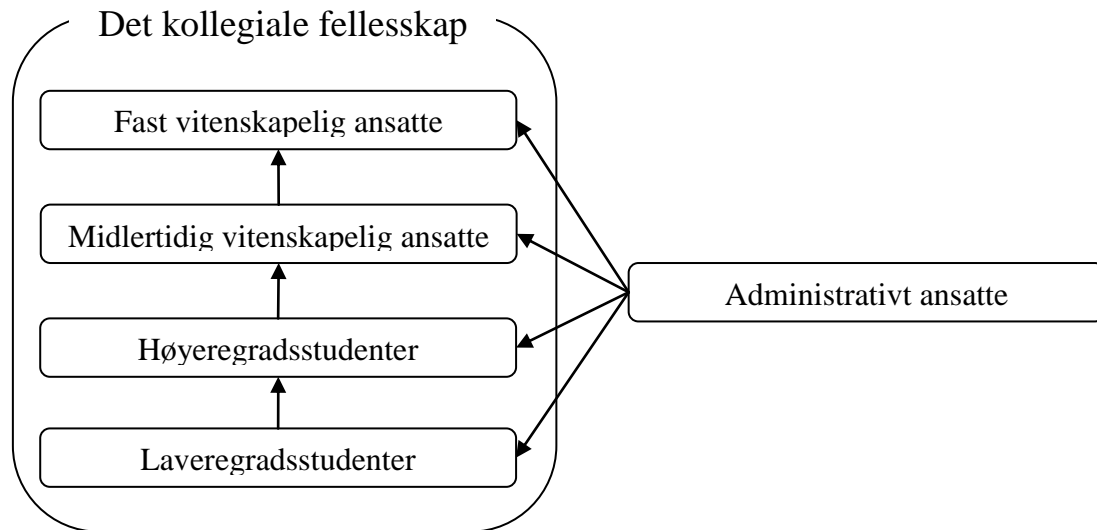 Det kollegiale fellesskap
Fast vitenskapelig ansatte
Midlertidig vitenskapelig ansatte
Administrativt ansatte
Høyeregradsstudenter
Laveregradsstudenter